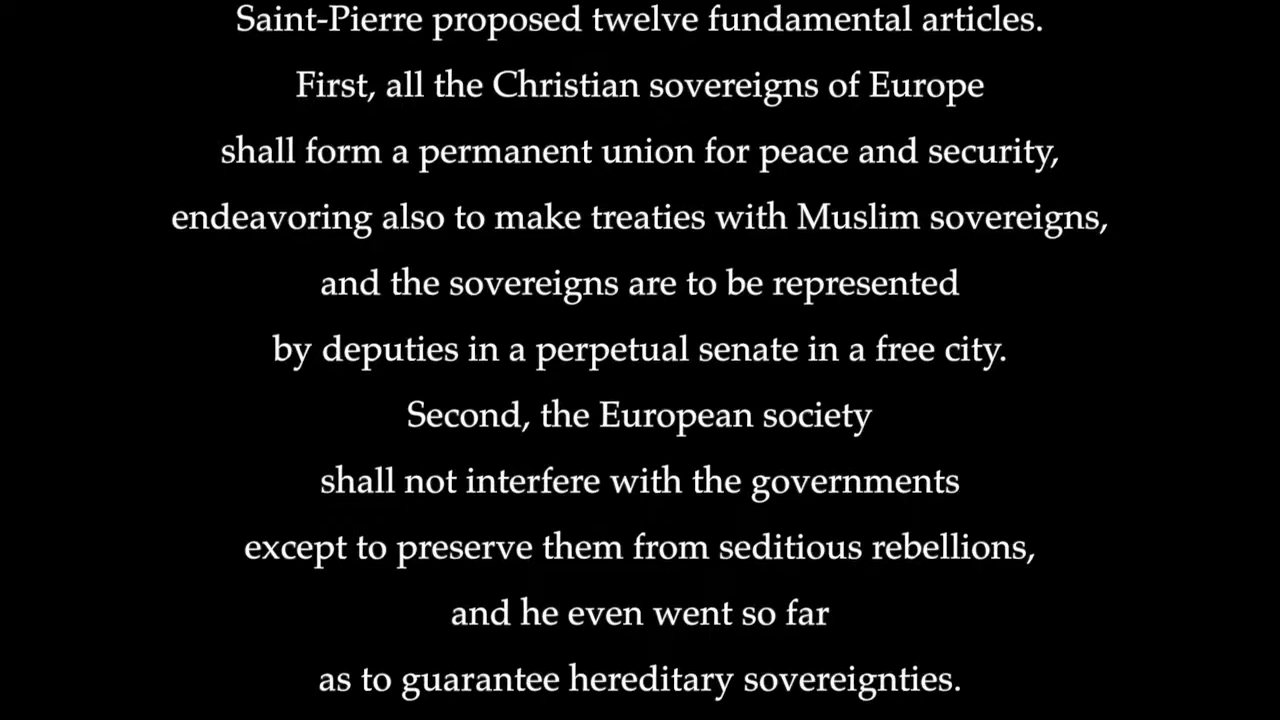 Saint-Pierre proposed twelve fundamental articles.
First, all the Christian sovereigns of Europe
shall form a permanent union for peace and security,
endeavoring also to make treaties with Muslim sovereigns,
and the sovereigns are to be represented
by deputies in a perpetual senate in a free city.
Second, the European society
shall not interfere with the governments
except to preserve them from seditious rebellions,
and he even went so far
as to guarantee hereditary sovereignties.